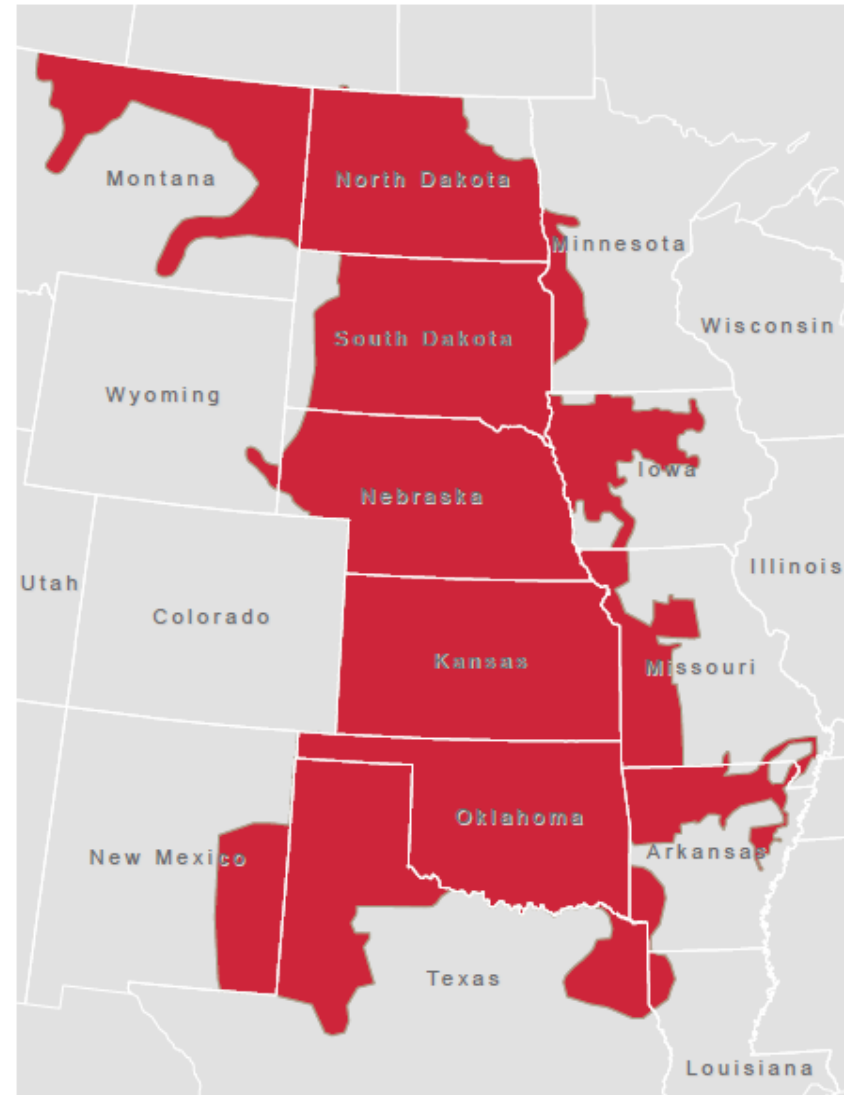 Montana
North Dakota
Minnesota
South Dakota
Wisconsin
Wyoming
Iowa
Nebraska
Illinois
Utah
Colorado
Kansas
Missouri
Oklahoma
New Mexico
Arkansas
Texas
Louisiana